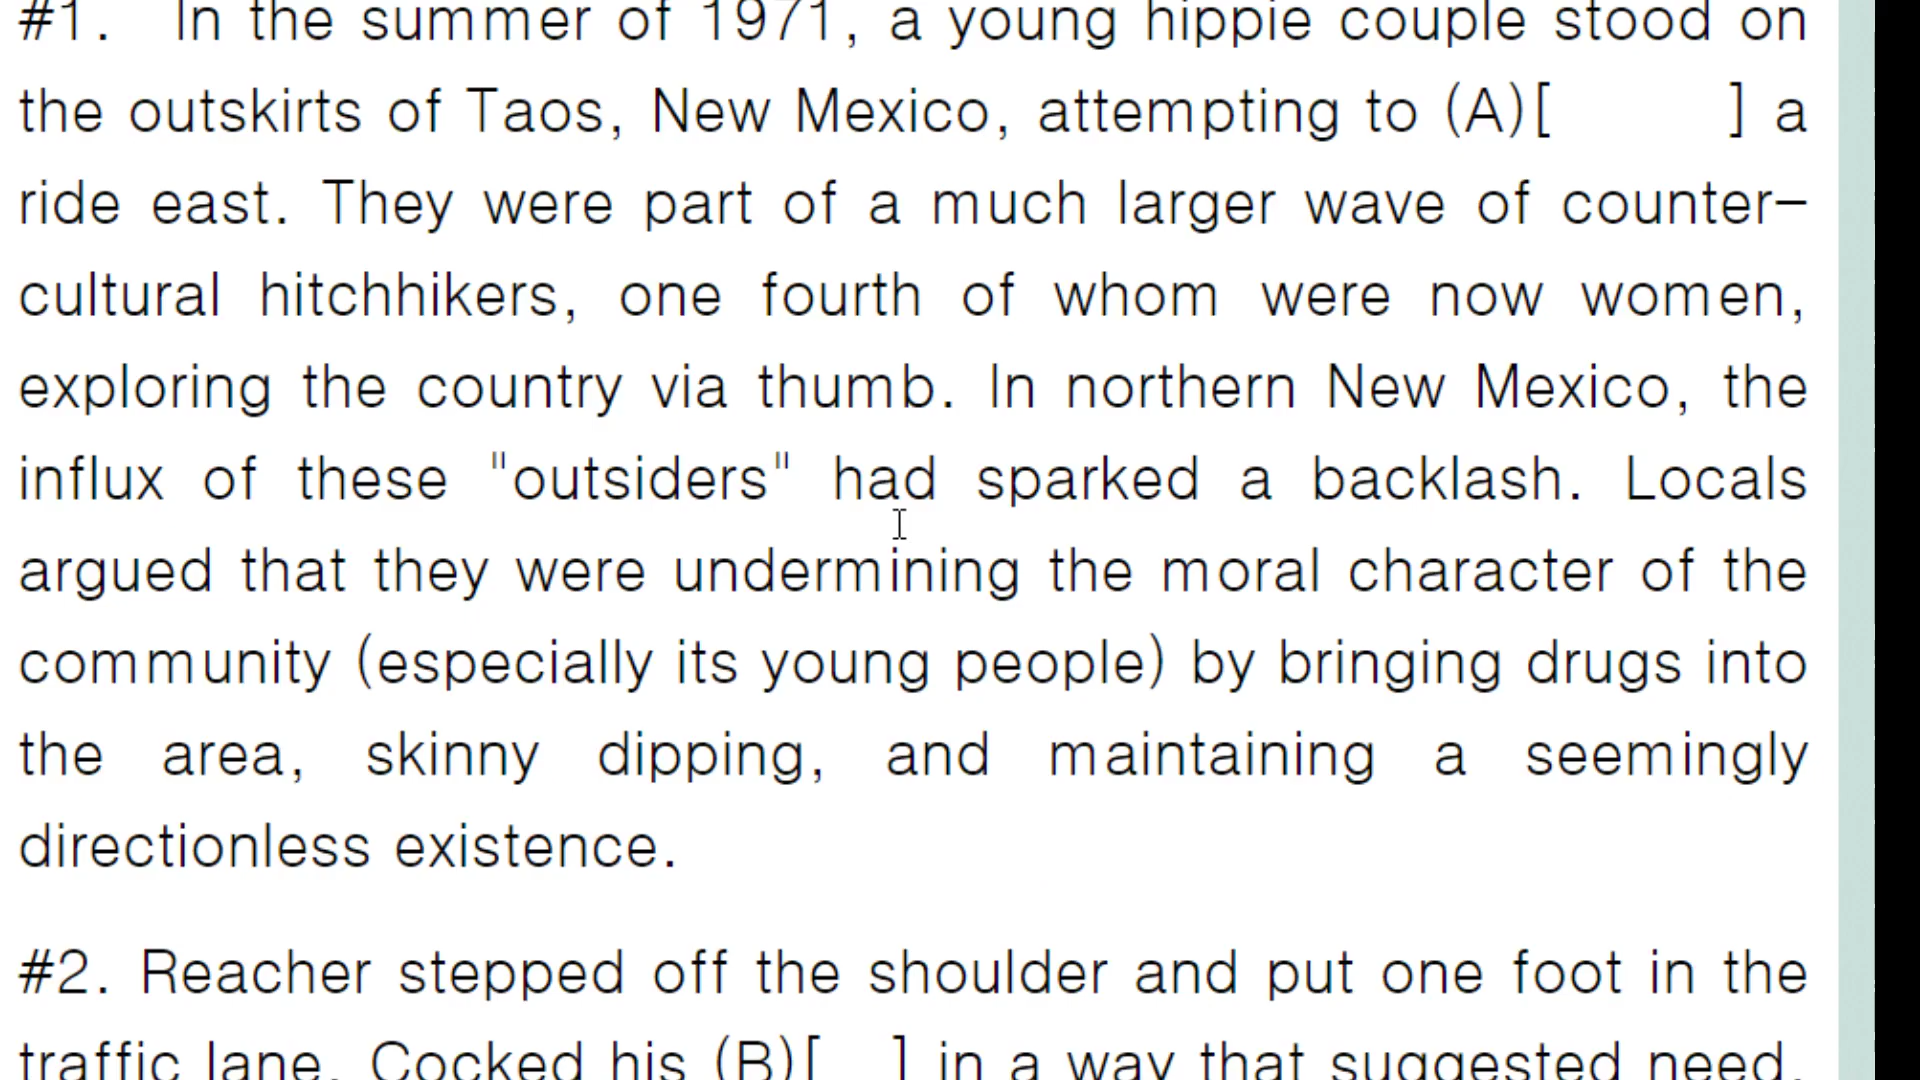 #1. In the summer of 1971, a young hippie couple stood on
the outskirts of Taos, New Mexico, attempting to (A)[ ] a
ride east. They were part of a much larger wave of counter-
cultural hitchhikers, one fourth of whom were now women,
exploring the country via thumb. In northern New Mexico, the
influx of these "outsiders" had sparked a backlash. Locals
argued that they were undermining the moral character of the
community (especially its young people) by bringing drugs into
the area, skinny dipping, and maintaining a seemingly
directionless existence.
#2. Reacher stepped off the shoulder and put one foot in the
traffic lane. Cocked his (B)[ ] in a way that suggested need,